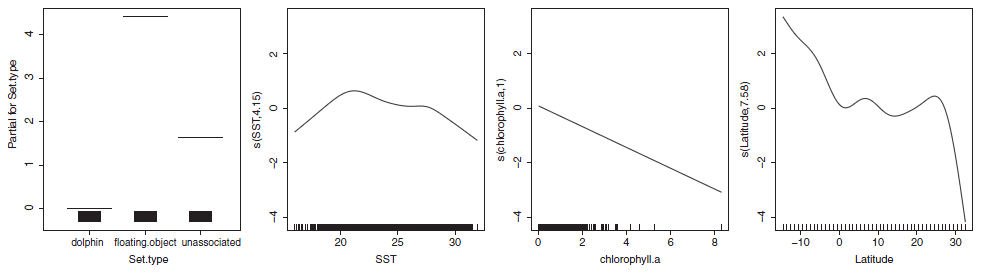 Partial for Set.type
0
1
2
3
4
dolphin floating.object unassociated
Set.type
s(SST,4.15)
−4
−2
0
2
20 25 30
SST
s(chlorophyll.a,1)
−4
−2
0
2
0 2 4 6 8
chlorophyll.a
s(Latitude,7.58)
−4
−2
0
2
−10 0 10 20 30
Latitude